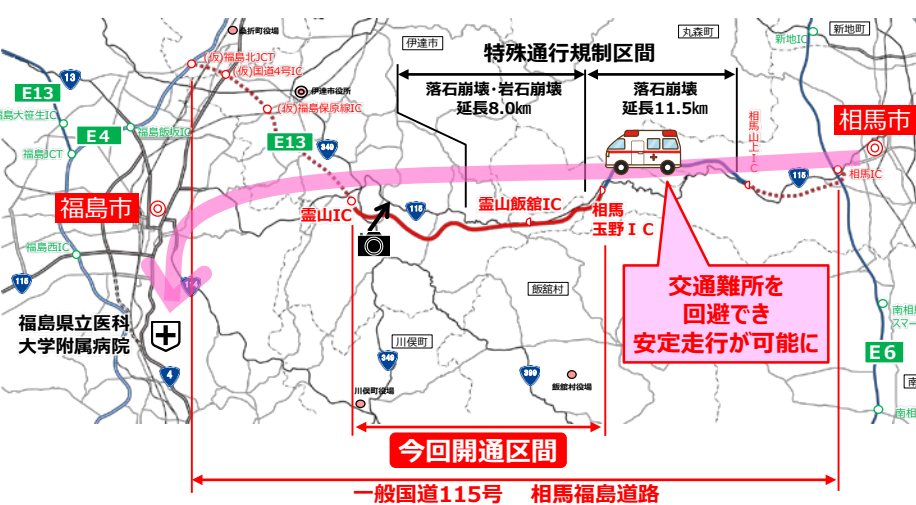 桑折町役場
(仮)福島北JCT
(仮)国道4号IC
伊達市
伊達市役所
丸森町
新地町
新地IC
特殊通行規制区間
落石崩壊・岩石崩壊
延長8.0km
落石崩壊
延長11.5km
13
E13
福島大笹生IC
E4
福島飯坂IC
(仮)福島保原線IC
E13
349
福島JCT
相馬山上IC
相馬市
115
相馬IC
福島市
霊山IC
115
霊山飯舘IC
相馬
玉野IC
福島西IC
115
交通難所を
回避でき
安定走行が可能に
飯舘村
福島県立医科
大学附属病院
川俣町
349
399
4
川俣町役場
飯舘村役場
E6
今回開通区間
一般国道115号 相馬福島道路